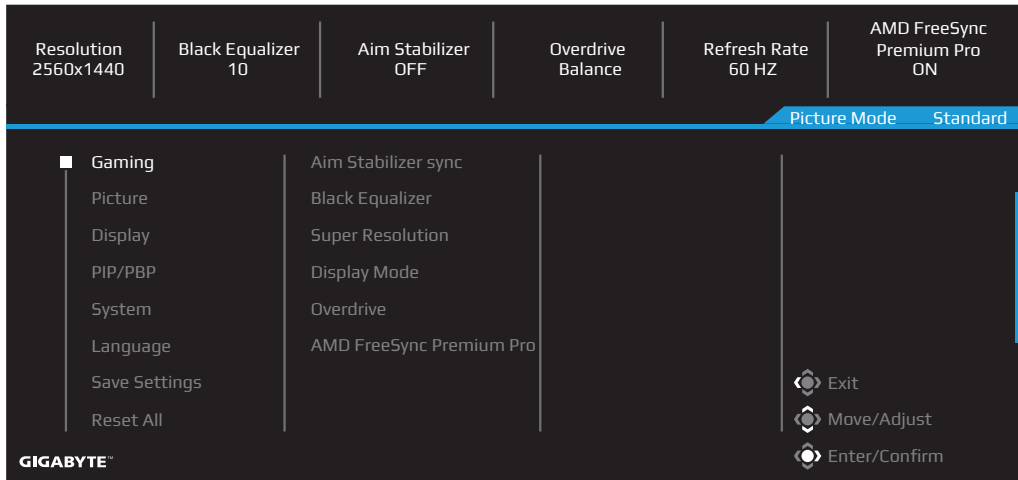 Resolution
2560x1440
Black Equalizer
10
Aim Stabilizer
OFF
Overdrive
Balance
Refresh Rate
60 HZ
AMD FreeSync
Premium Pro
ON
Picture Mode Standard
Gaming
Picture
Display
PIP/PBP
System
Language
Save Settings
Reset All
Aim Stabilizer sync
Black Equalizer
Super Resolution
Display Mode
Overdrive
AMD FreeSync Premium Pro
Exit
Move/Adjust
Enter/Confirm
GIGABYTE™